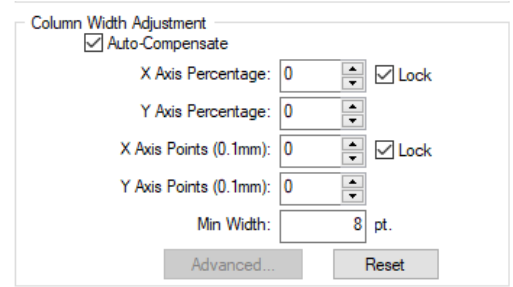 Column Width Adjustment
Auto-Compensate
X Axis Percentage: 0 Lock
Y Axis Percentage: 0
X Axis Points (0.1mm): 0 Lock
Y Axis Points (0.1mm): 0
Min Width: 8 pt.
Advanced... Reset